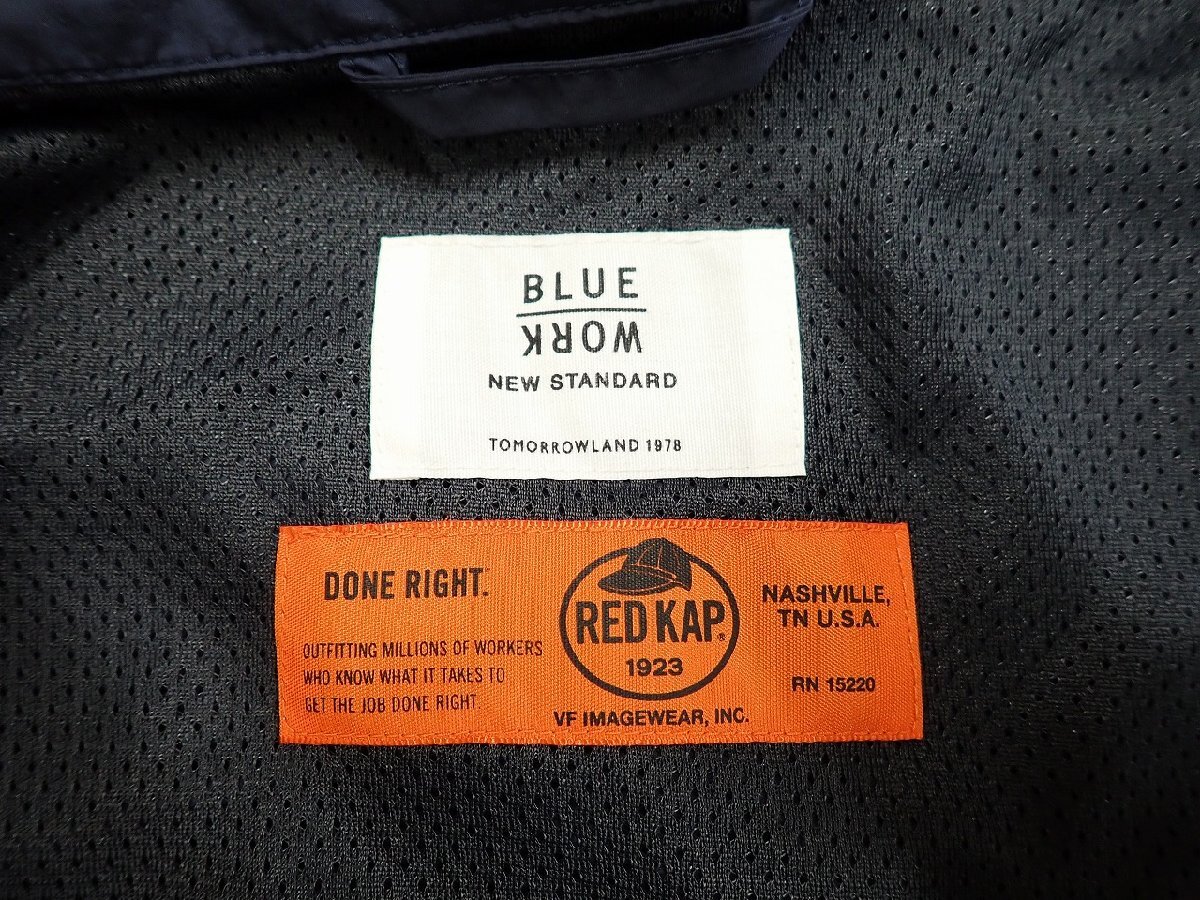 BLUE
WORK
NEW STANDARD
TOMORROWLAND 1978
DONE RIGHT.
OUTFITTING MILLIONS OF WORKERS
WHO KNOW WHAT IT TAKES TO
GET THE JOB DONE RIGHT.
RED KAP®
1923
VF IMAGEWEAR, INC.
NASHVILLE,
TN U.S.A.
RN 15220